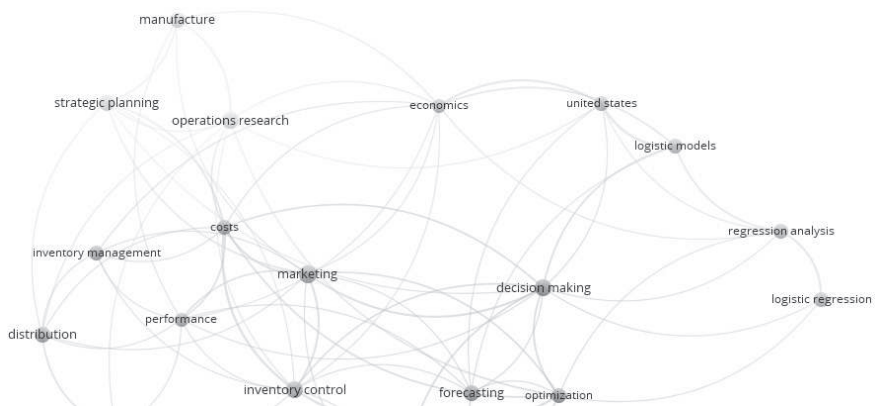 manufacture
strategic planning
operations research
economics
united states
logistic models
costs
regression analysis
inventory management
marketing
decision making
logistic regression
performance
distribution
inventory control
forecasting
optimization